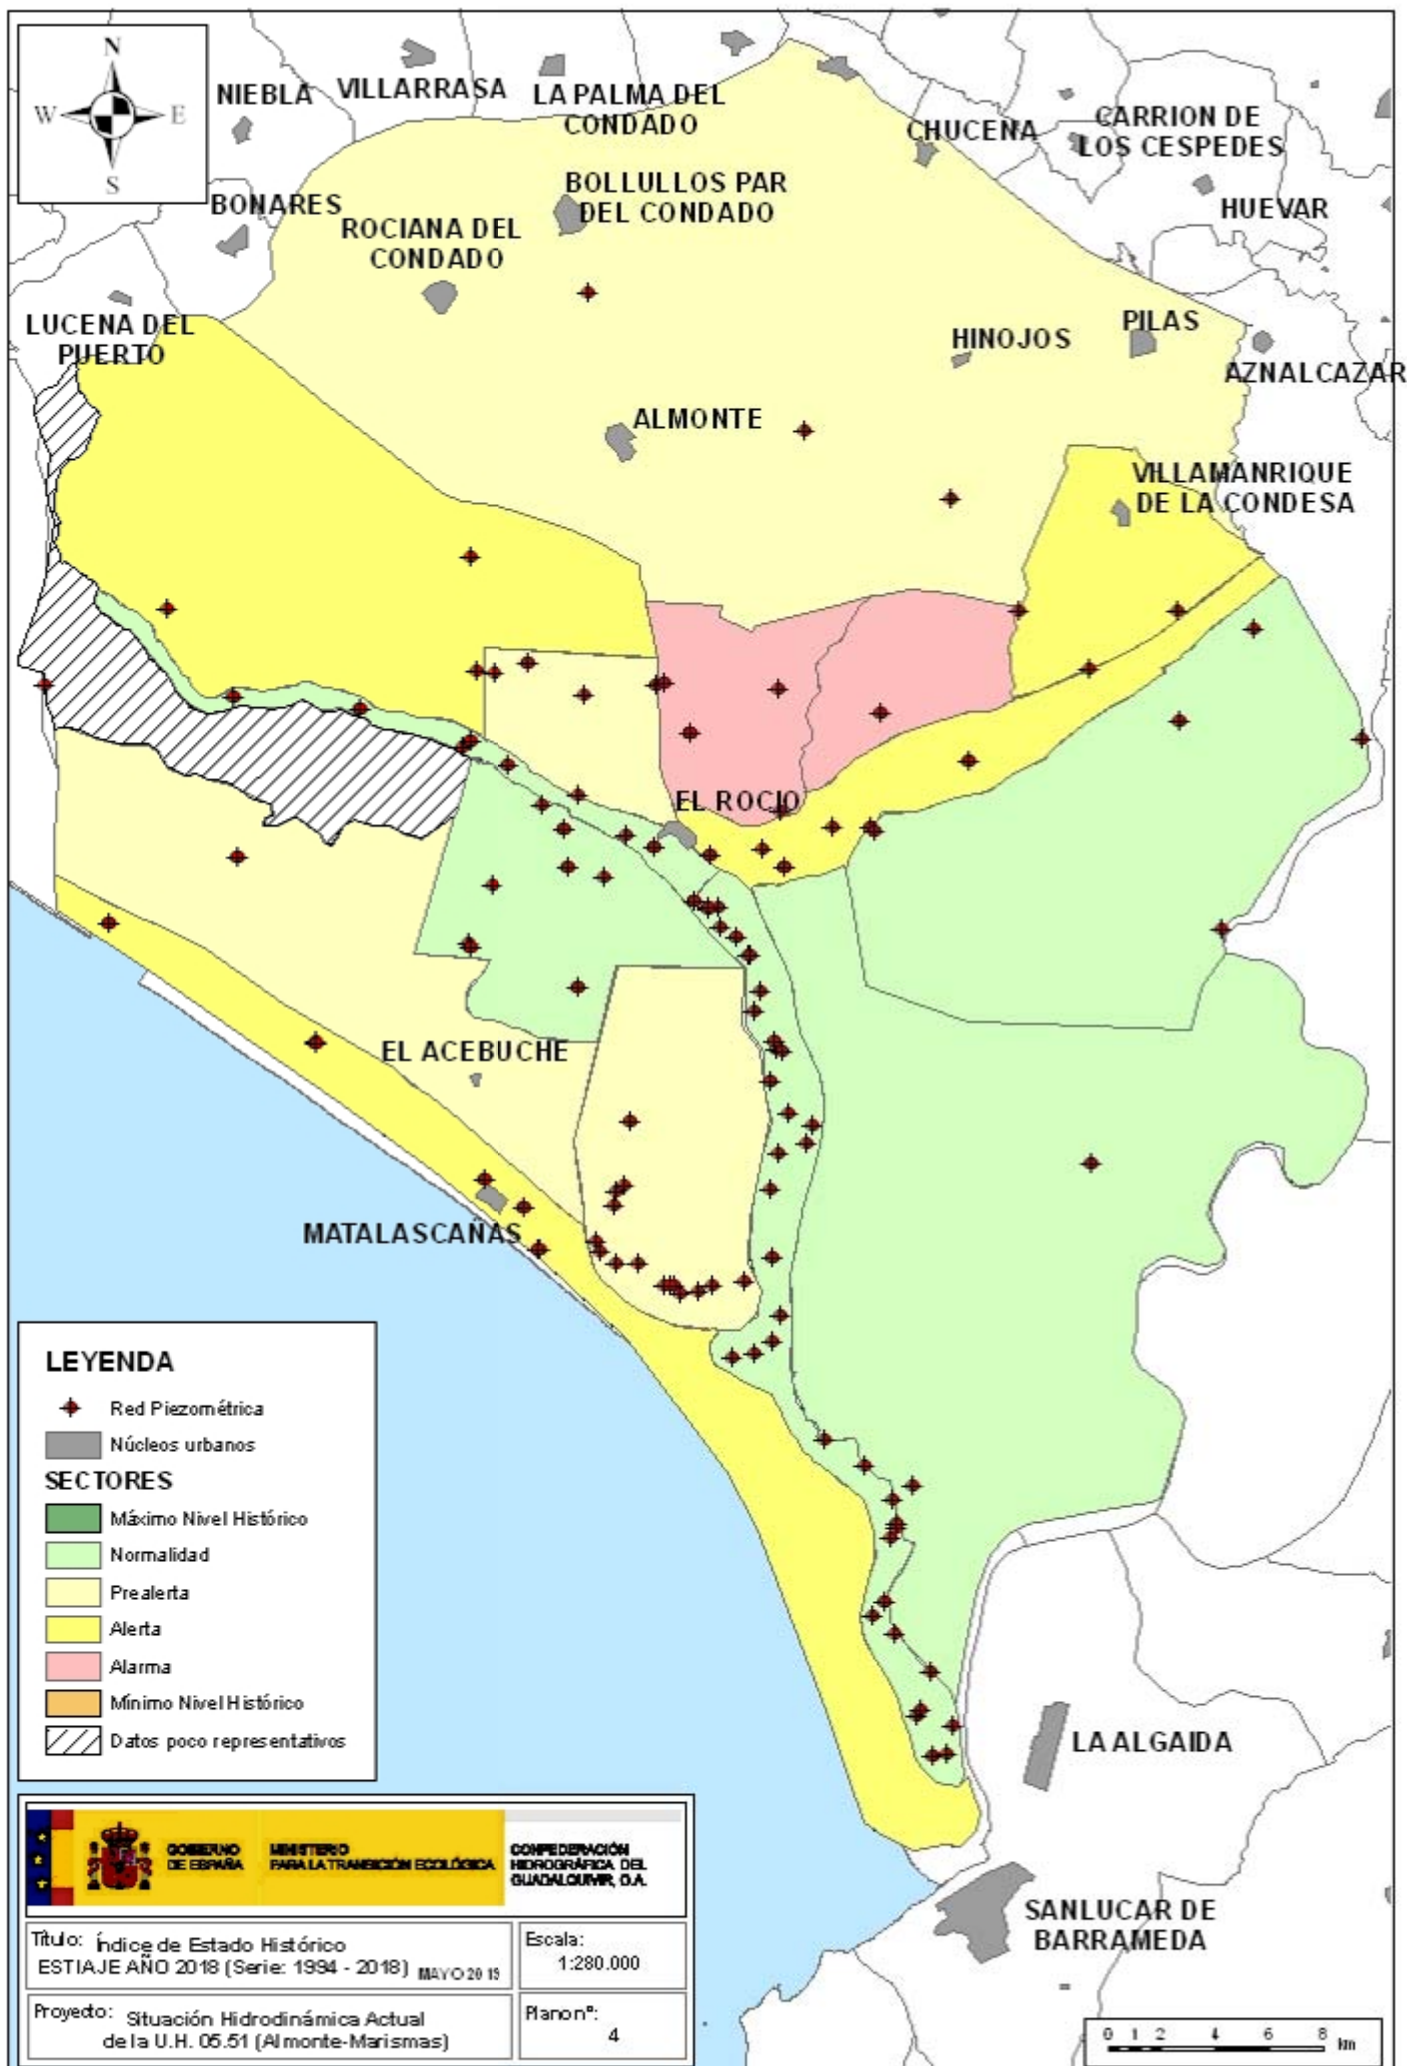 N
W
E
S
NIEBLA
VILLARRASA
LA PALMA DEL
CONDADO
CHUCENA
CARRION DE
LOS CESPEDES
BONARES
BOLLULLOS PAR
DEL CONDADO
ROCIANA DEL
CONDADO
HUEVAR
LUCENA DEL
PUERTO
HINOJOS
PILAS
AZNALCAZAR
ALMONTE
VILLAMANRIQUE
DE LA CONDESA
EL ROCIO
EL ACEBUCHE
MATALASCAÑAS
LA ALGAIDA
SANLUCAR DE
BARRAMEDA
LEYENDA
Red Piezométrica
Núcleos urbanos
SECTORES
Máximo Nivel Histórico
Normalidad
Prealerta
Alerta
Alarma
Mínimo Nivel Histórico
Datos poco representativos
GOBIERNO
DE ESPAÑA
MINISTERIO
PARA LA TRANSICIÓN ECOLÓGICA
CONFEDERACIÓN
HIDROGRÁFICA DEL
GUADALQUIVIR, O.A.
Título: Índice de Estado Histórico
ESTIAJE AÑO 2018 (Serie: 1994 - 2018) MAYO 2019
Escala:
1:280.000
Proyecto: Situación Hidrodinámica Actual
de la U.H. 05.51 (Almonte-Marismas)
Plano nº:
4
0 1 2 4 6 8 km